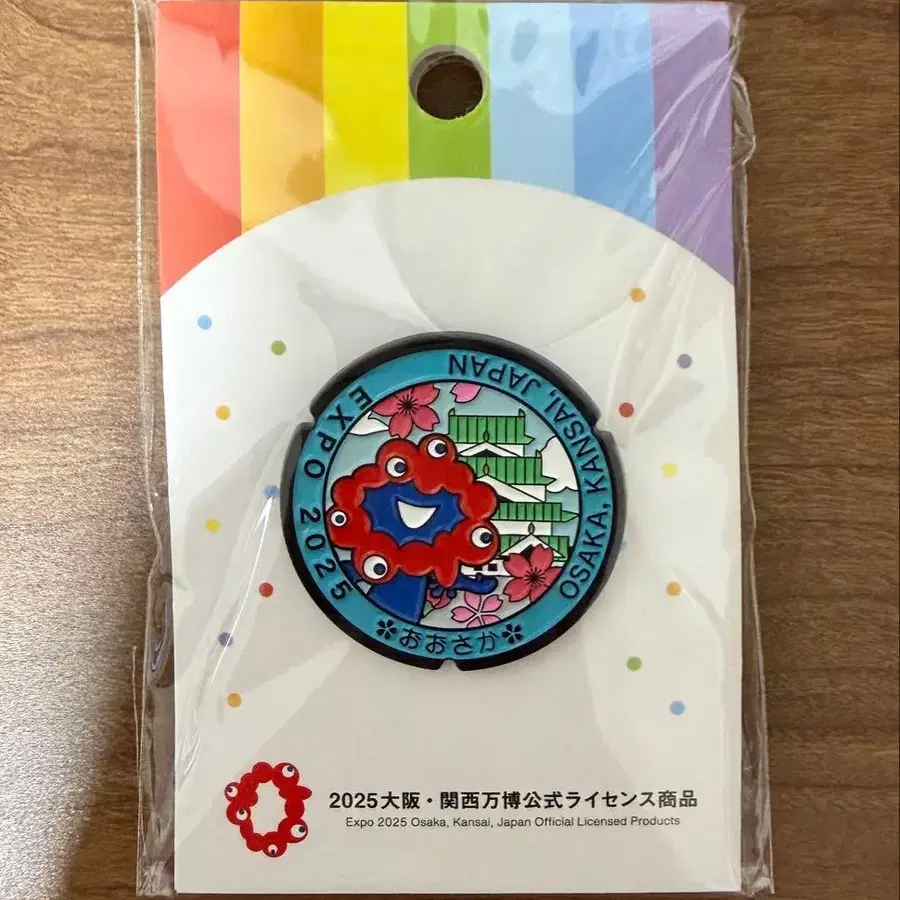 EXPO 2025
OSAKA, KANSAI, JAPAN
おおさか
2025大阪・関西万博公式ライセンス商品
Expo 2025 Osaka, Kansai, Japan Official Licensed Products